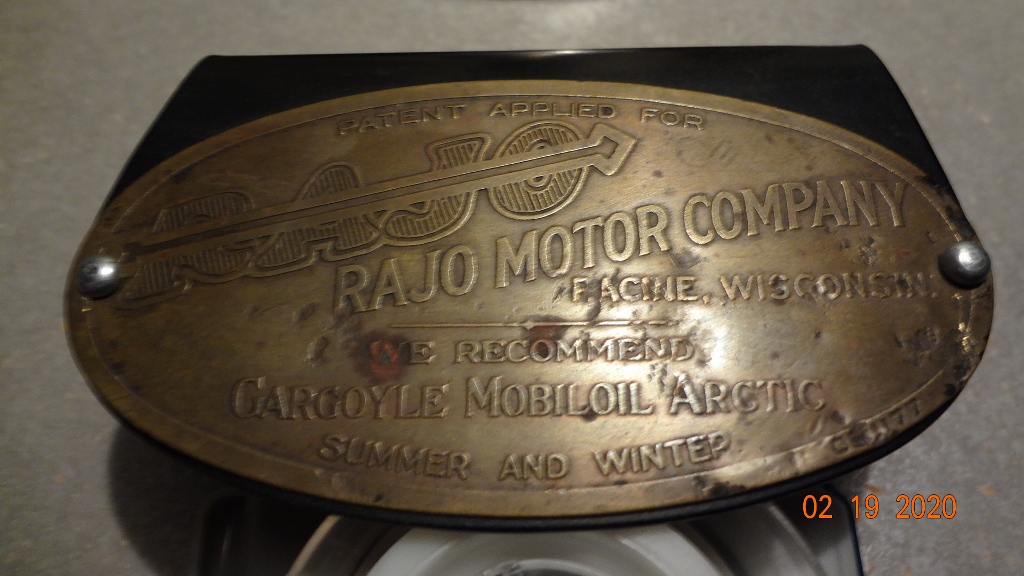 PATENT APPLIED FOR
RAJO
RAJO MOTOR COMPANY
RACINE, WISCONSIN.
WE RECOMMEND
GARGOYLE MOBILOIL ARCTIC
SUMMER AND WINTER
02 19 2020